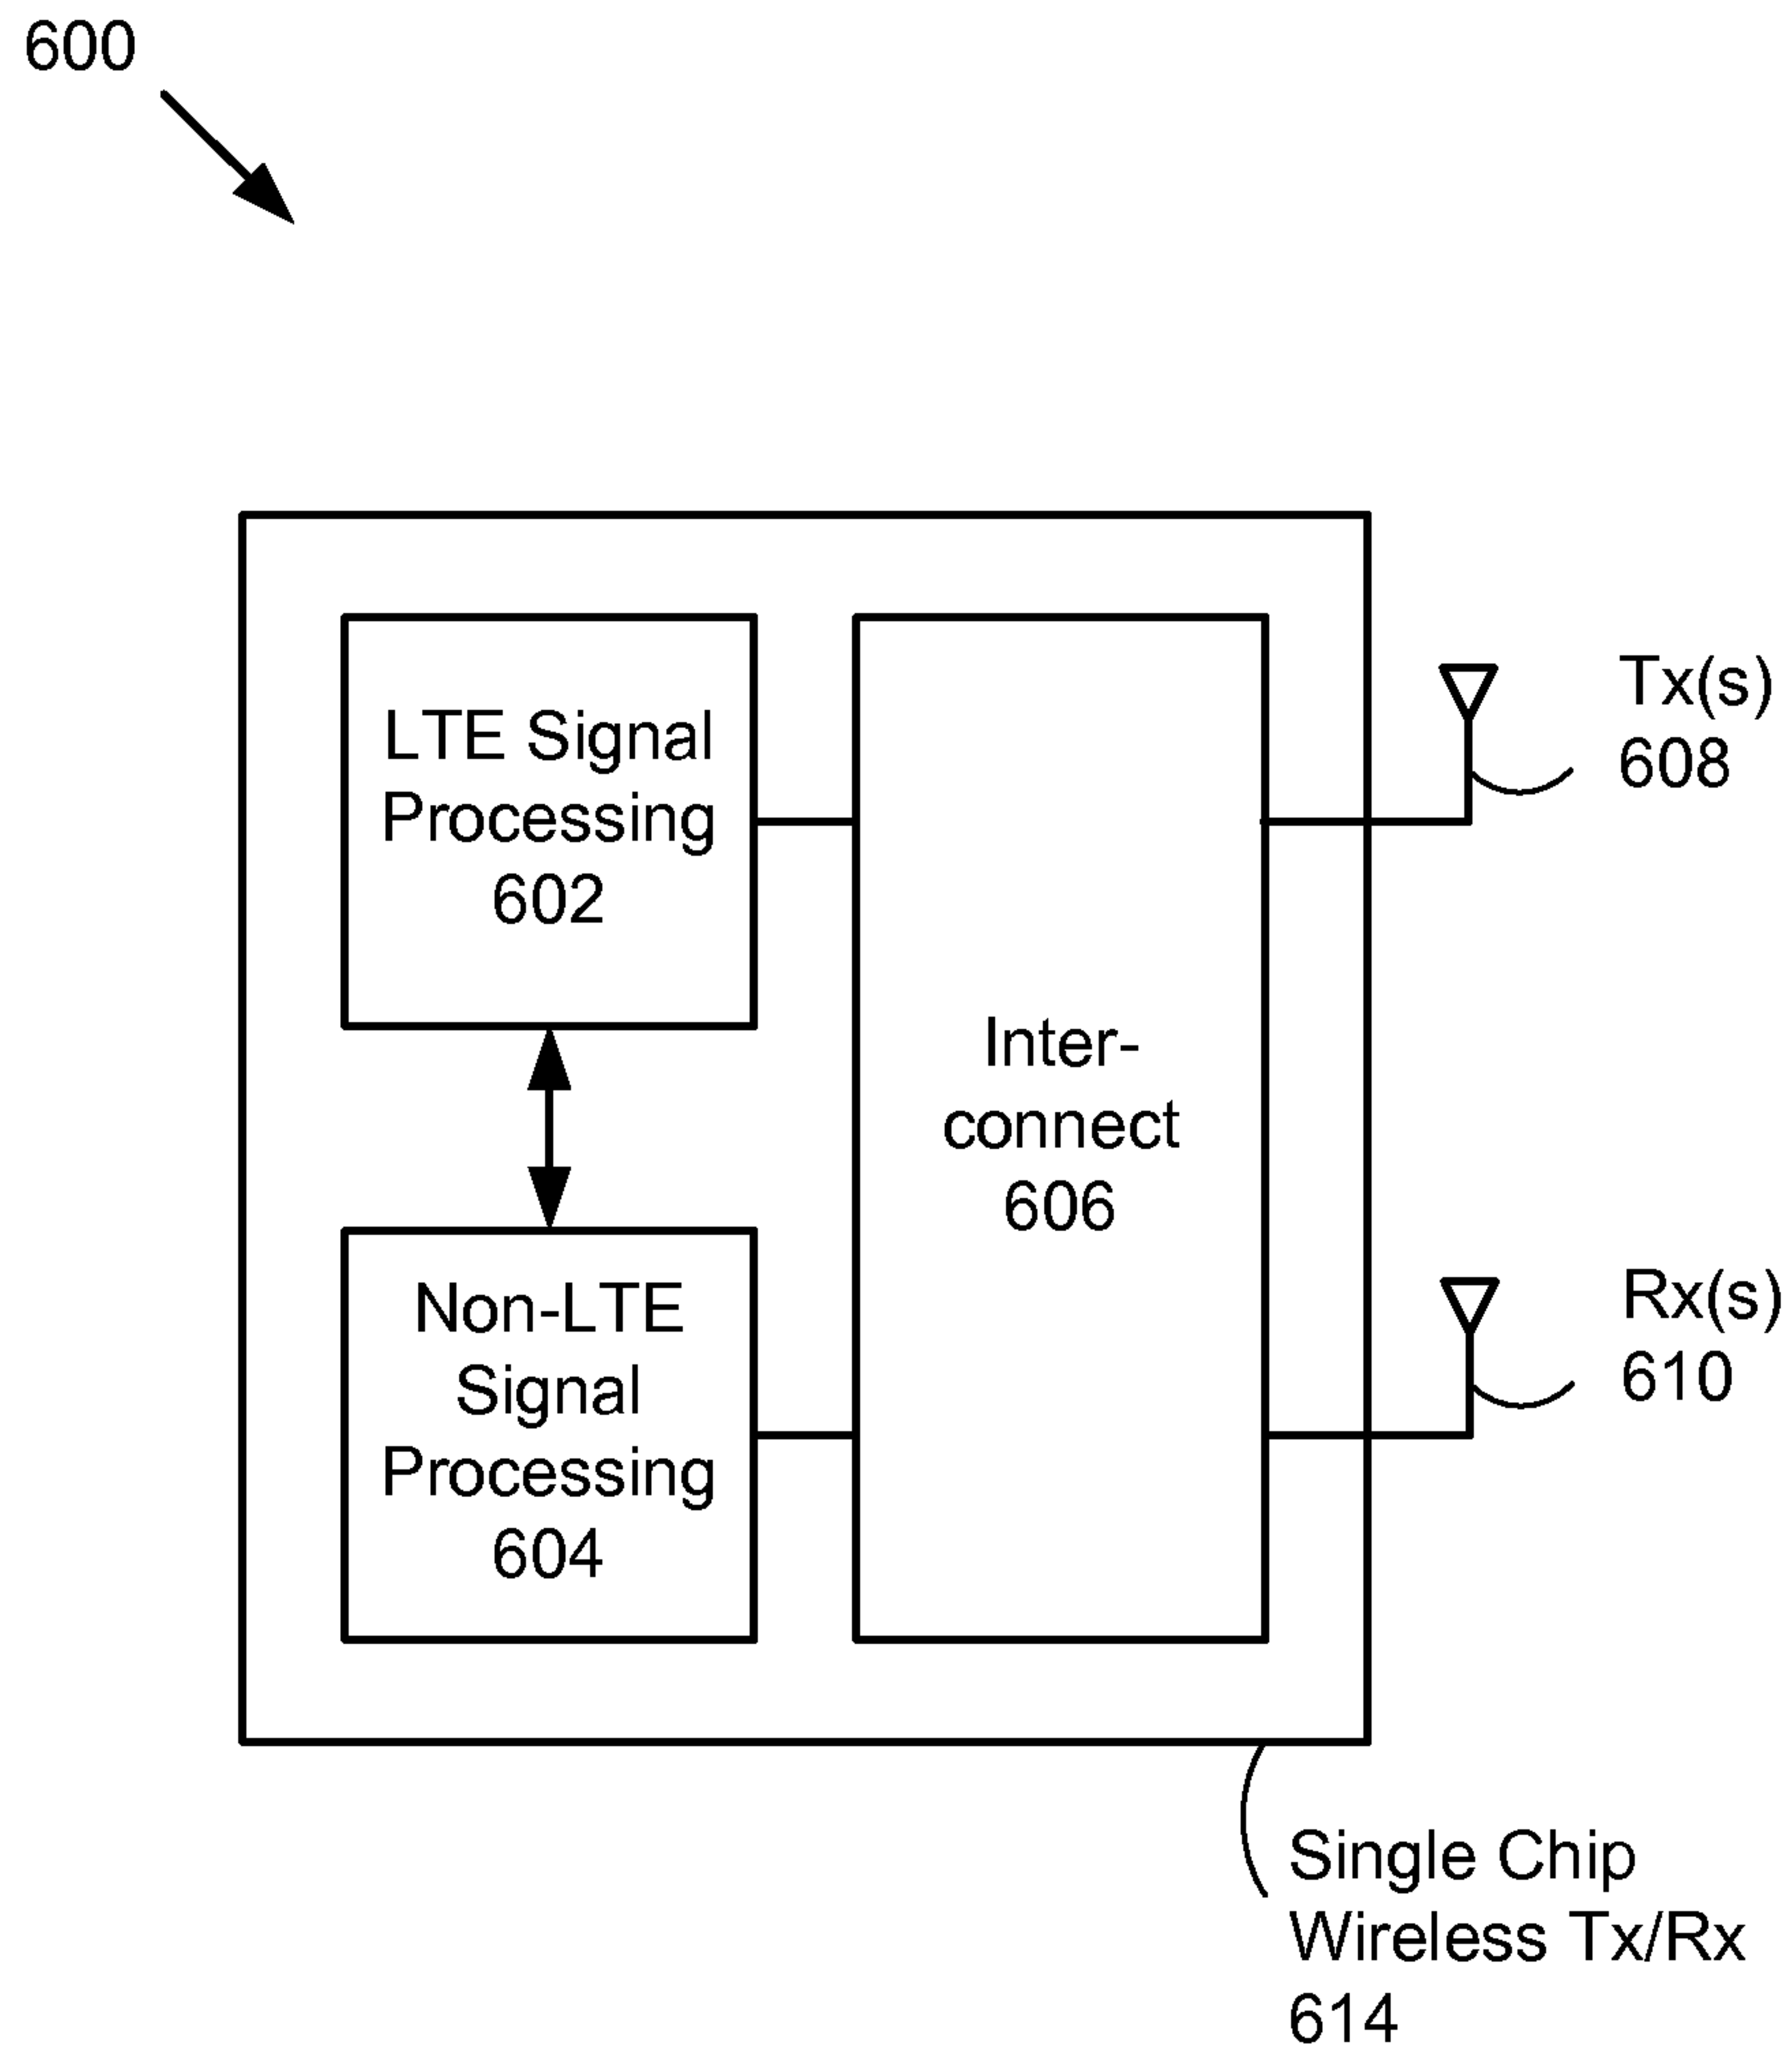 600
LTE Signal
Processing
602
Inter-
connect
606
Non-LTE
Signal
Processing
604
Tx(s)
608
Rx(s)
610
Single Chip
Wireless Tx/Rx
614